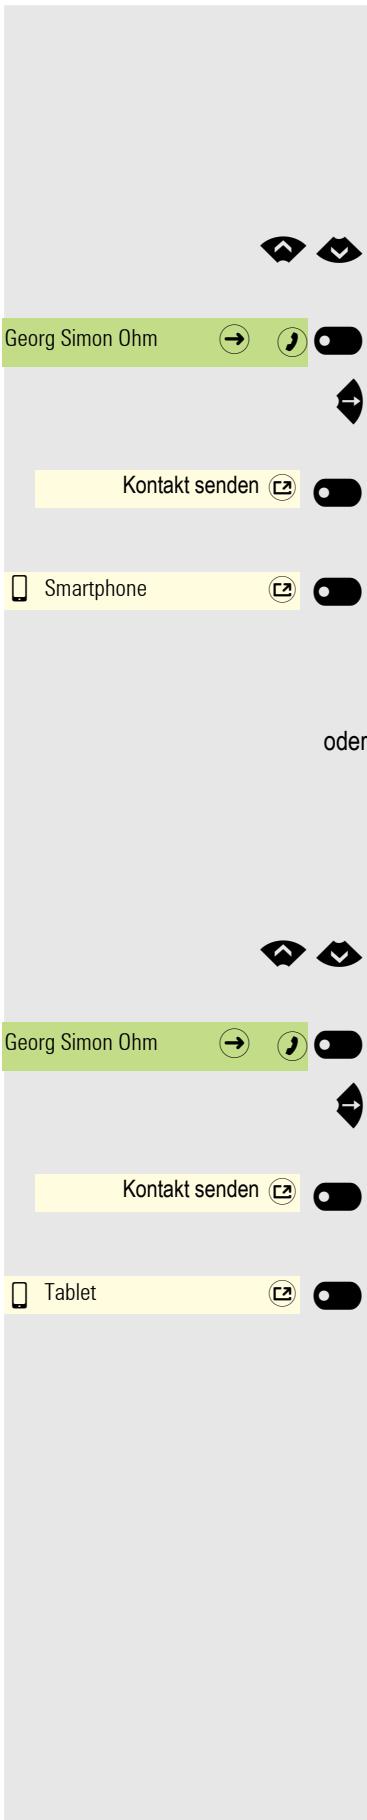 Georg Simon Ohm
Kontakt senden
Smartphone
oder
Georg Simon Ohm
Kontakt senden
Tablet